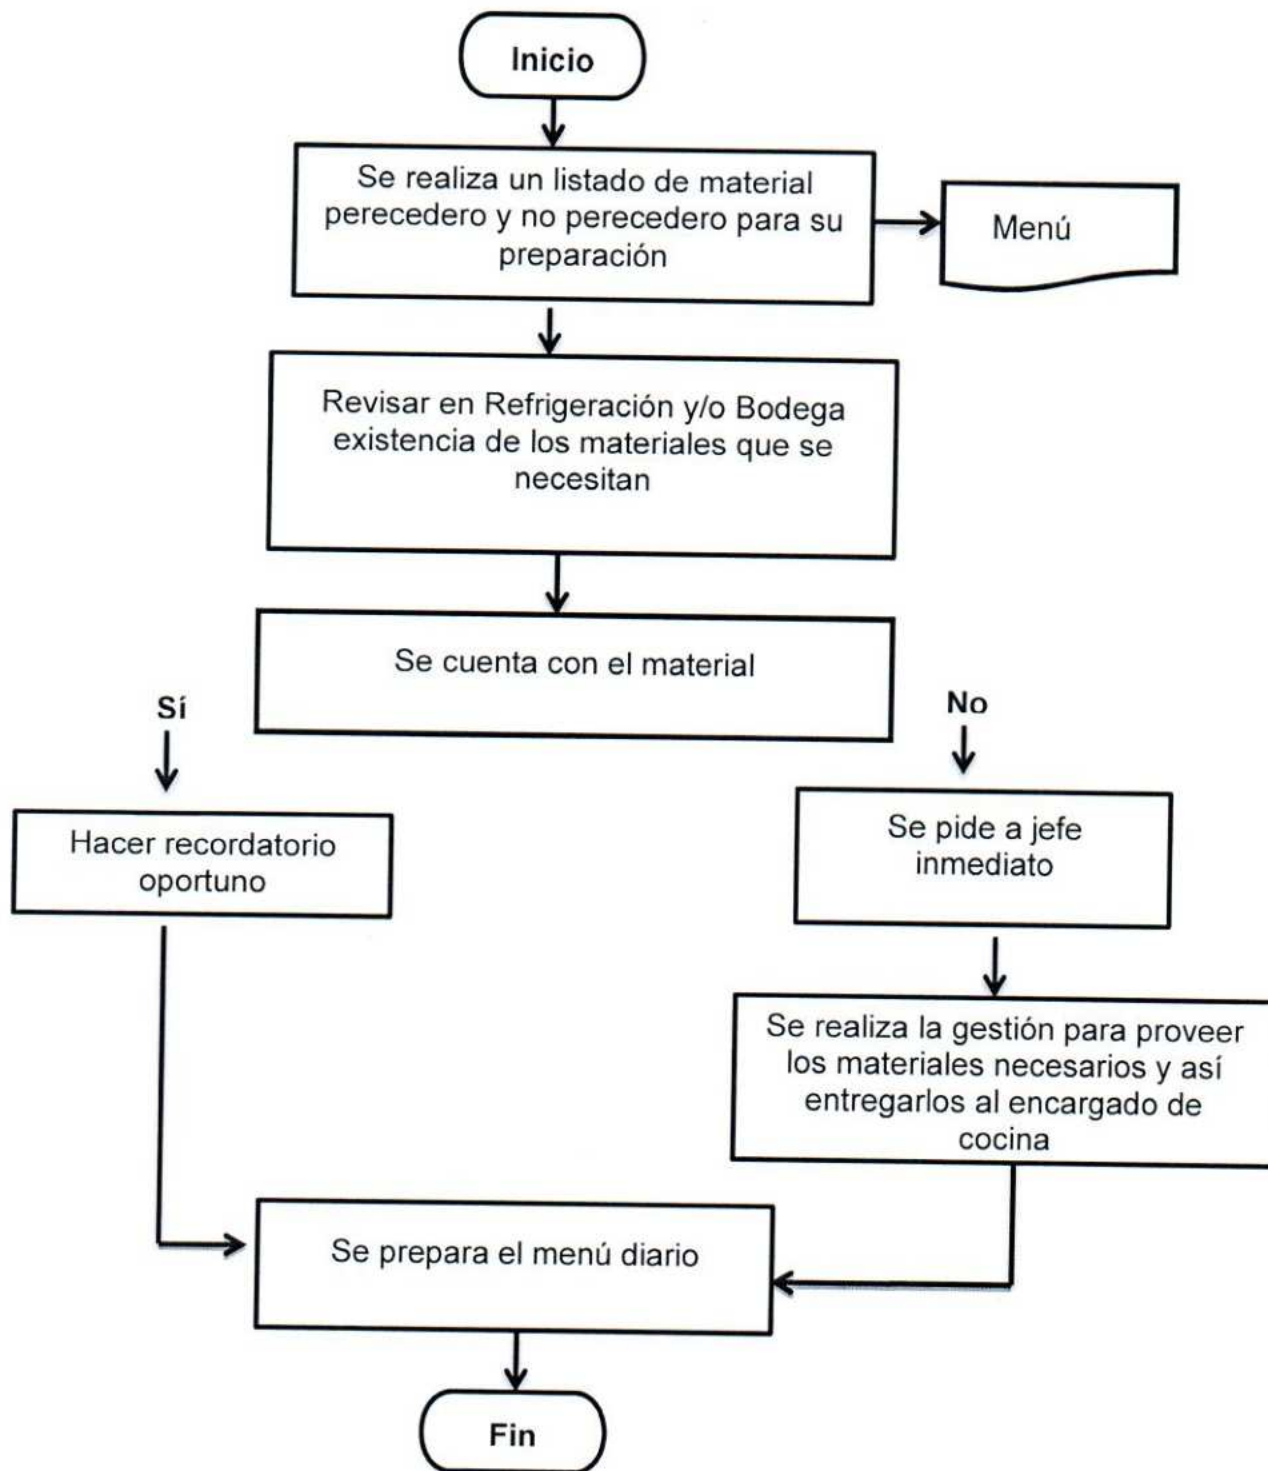 Inicio
Se realiza un listado de material
perecedero y no perecedero para su
preparación
Menú
Revisar en Refrigeración y/o Bodega
existencia de los materiales que se
necesitan
Se cuenta con el material
Sí
No
Hacer recordatorio
oportuno
Se pide a jefe
inmediato
Se realiza la gestión para proveer
los materiales necesarios y así
entregarlos al encargado de
cocina
Se prepara el menú diario
Fin